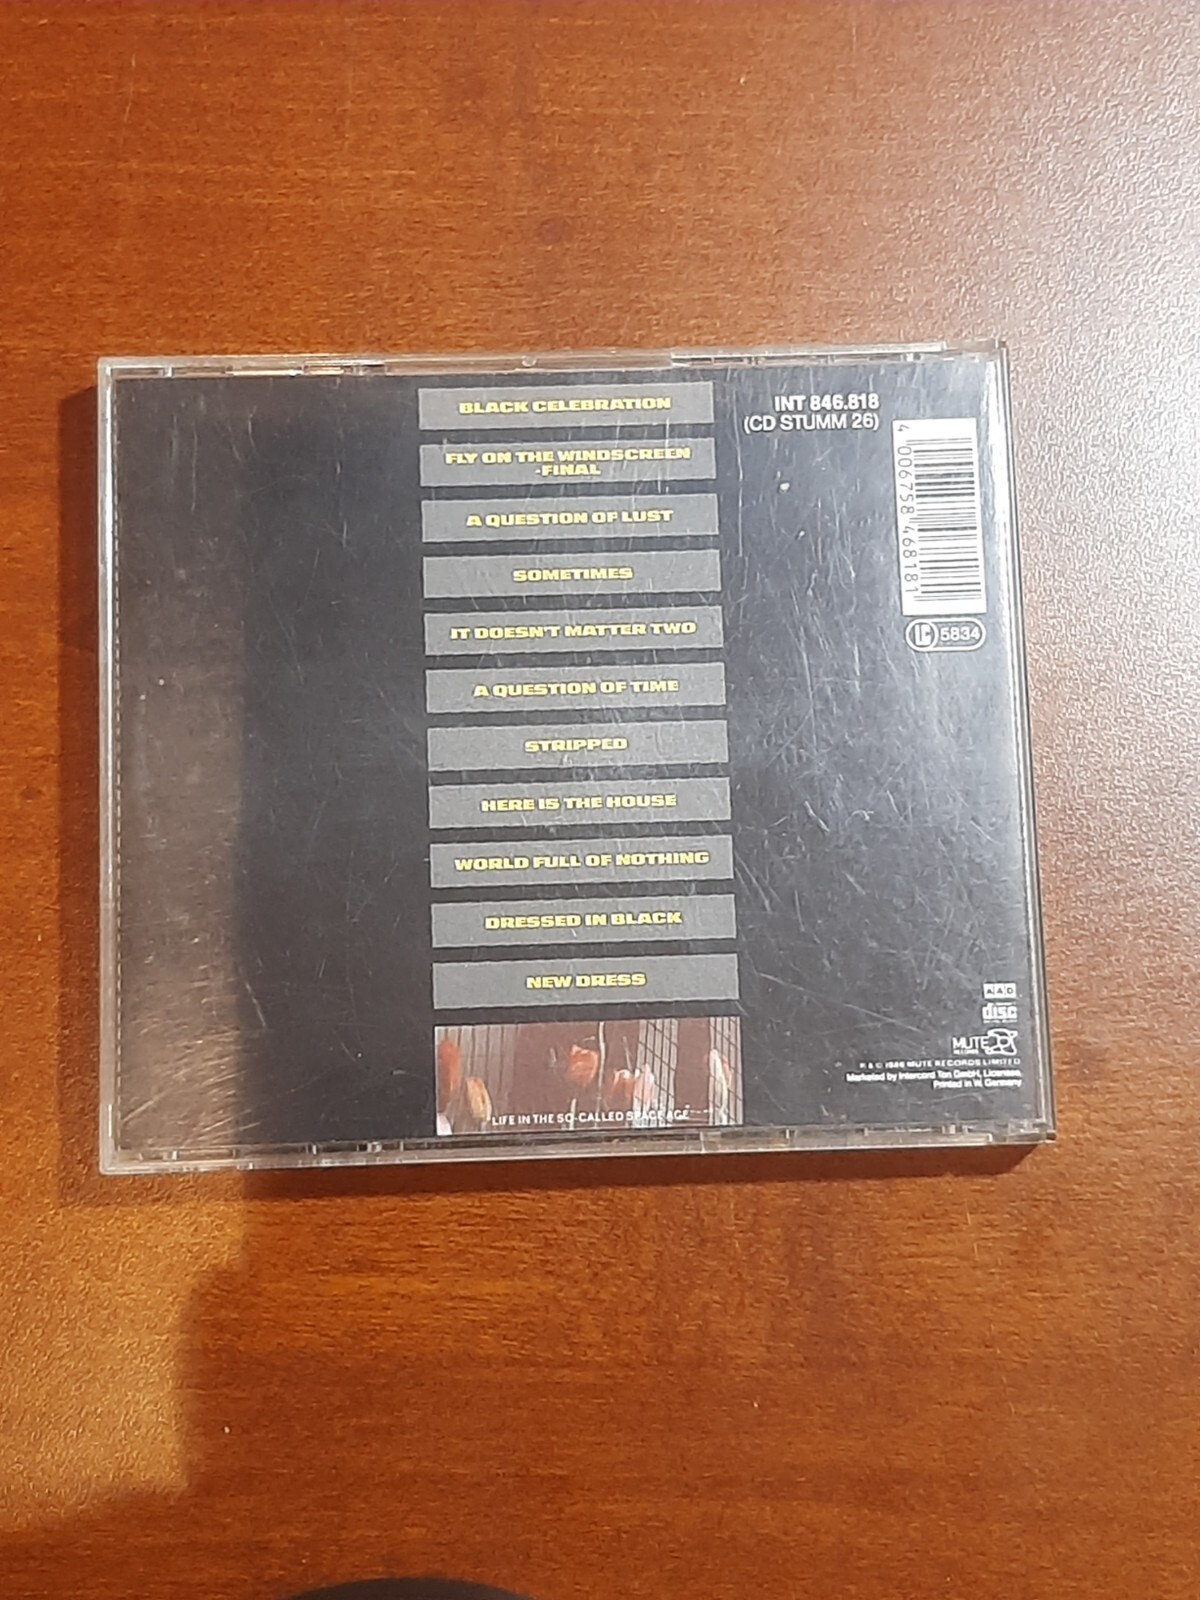 BLACK CELEBRATION
FLY ON THE WINDSCREEN
-FINAL
A QUESTION OF LUST
SOMETIMES
IT DOESN'T MATTER TWO
A QUESTION OF TIME
STRIPPED
HERE IS THE HOUSE
WORLD FULL OF NOTHING
DRESSED IN BLACK
NEW DRESS
"LIFE IN THE SO-CALLED SPACE AGE"
INT 846.818
(CD STUMM 26)
4 006758 468181
LC 5834
AAD
disc
MUTE
RECORDS
P & C 1986 MUTE RECORDS LIMITED
Marketed by Intercord Ton GmbH, Licensee,
Printed in W. Germany